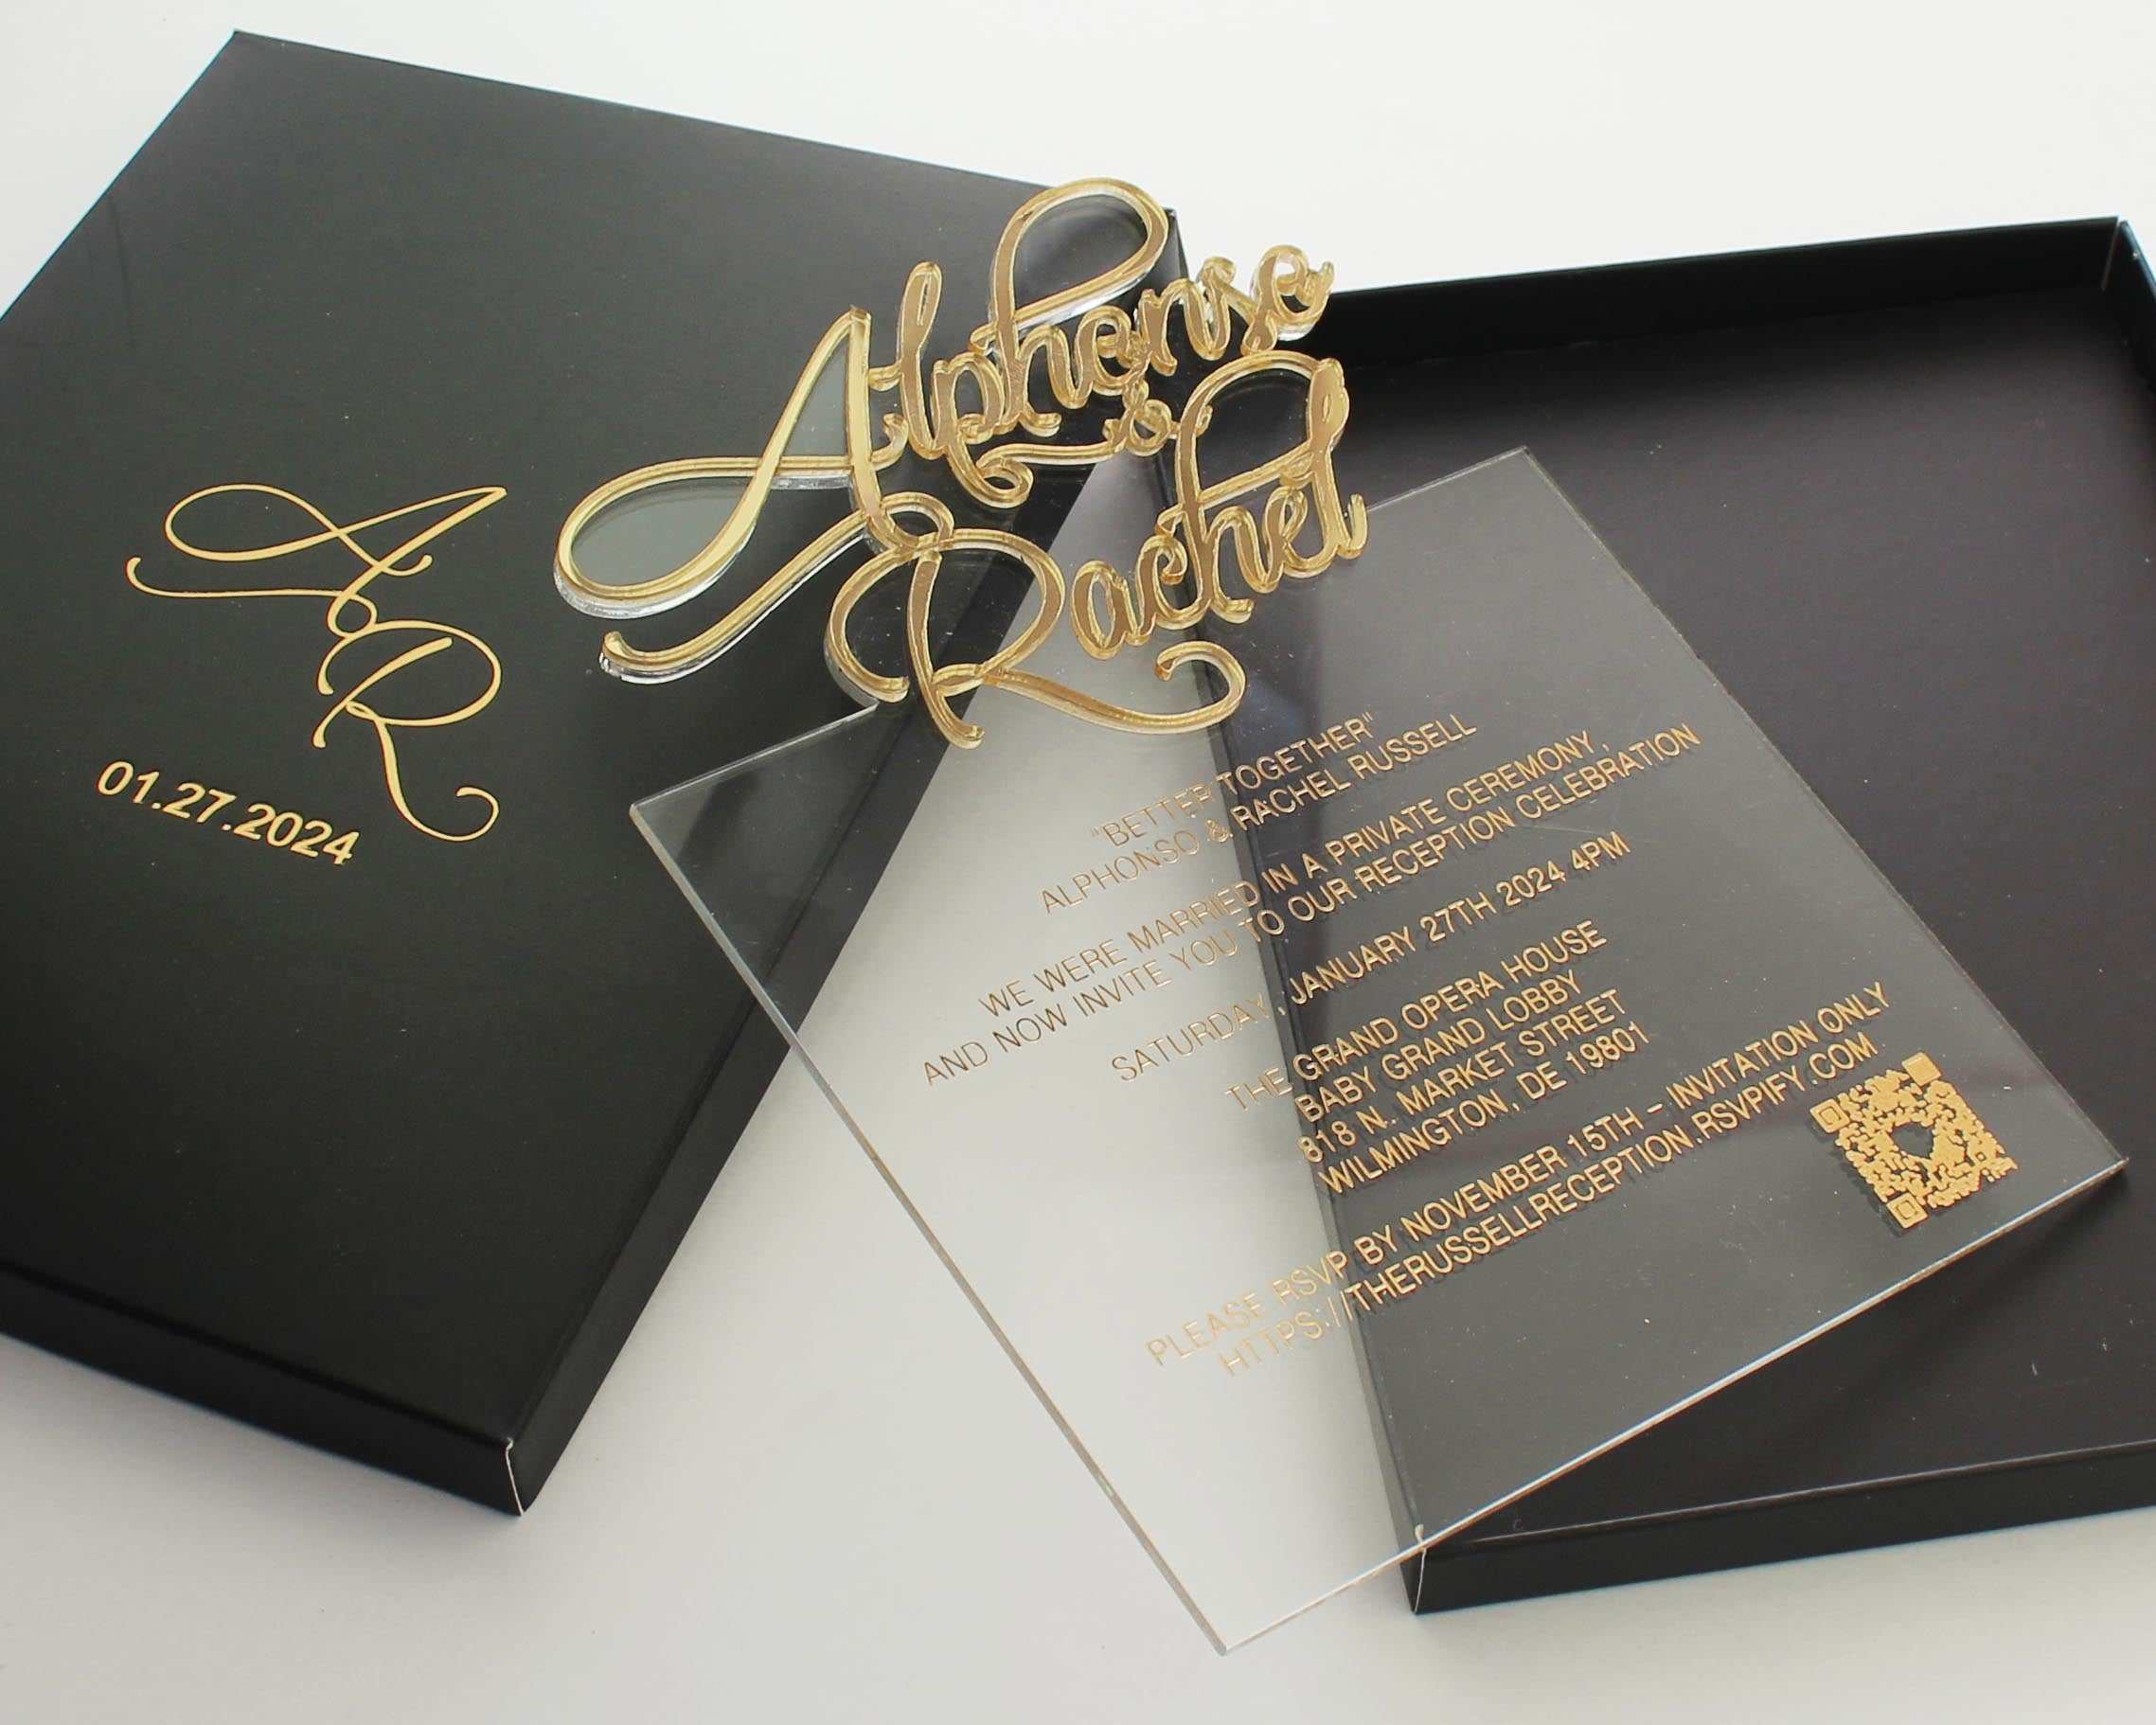 A
R
01.27.2024
Alphonso
&
Rachel
"BETTER TOGETHER"
ALPHONSO & RACHEL RUSSELL
WE WERE MARRIED IN A PRIVATE CEREMONY,
AND NOW INVITE YOU TO OUR RECEPTION CELEBRATION
SATURDAY, JANUARY 27TH 2024 4PM
THE GRAND OPERA HOUSE
BABY GRAND LOBBY
818 N. MARKET STREET
WILMINGTON, DE 19801
PLEASE RSVP BY NOVEMBER 15TH - INVITATION ONLY
HTTPS://THERUSSELLRECEPTION.RSVPIFY.COM